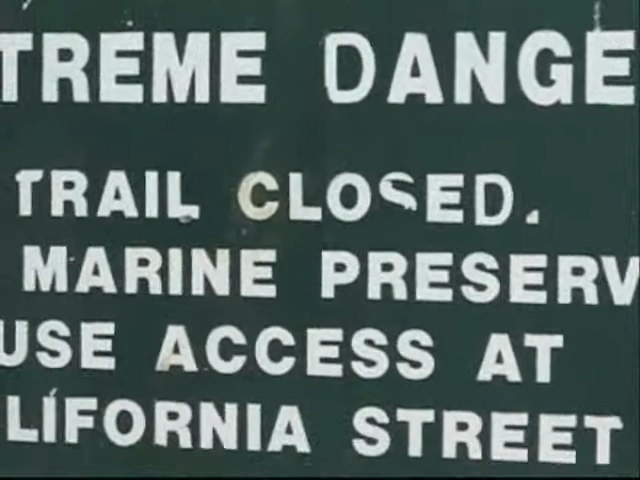 TREME DANGE
TRAIL CLOSED.
MARINE PRESERV
USE ACCESS AT
LIFORNIA STREET